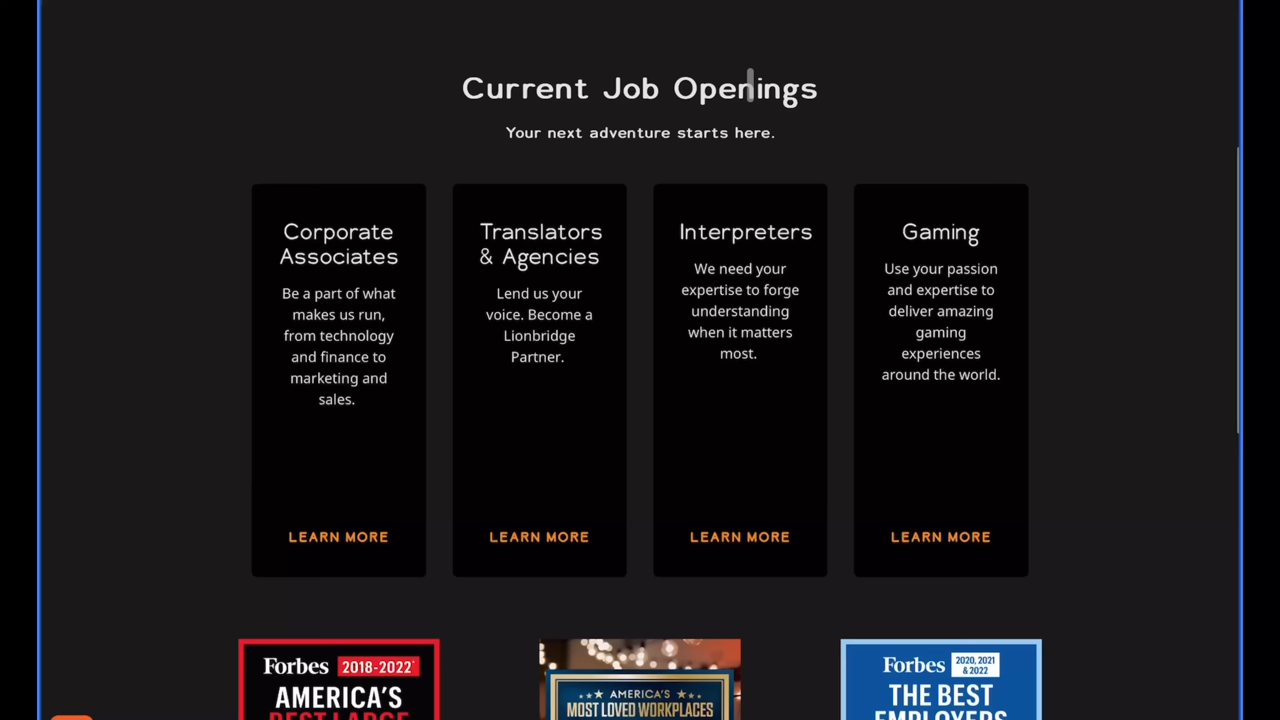 Current Job Openings
Your next adventure starts here.
Corporate
Associates
Be a part of what
makes us run,
from technology
and finance to
marketing and
sales.
LEARN MORE
Translators
& Agencies
Lend us your
voice. Become a
Lionbridge
Partner.
LEARN MORE
Interpreters
We need your
expertise to forge
understanding
when it matters
most.
LEARN MORE
Gaming
Use your passion
and expertise to
deliver amazing
gaming
experiences
around the world.
LEARN MORE
Forbes 2018-2022*
AMERICA'S
BEST LARGE
AMERICA'S
MOST LOVED WORKPLACES
Forbes 2020, 2021
& 2022
THE BEST
EMPLOYERS